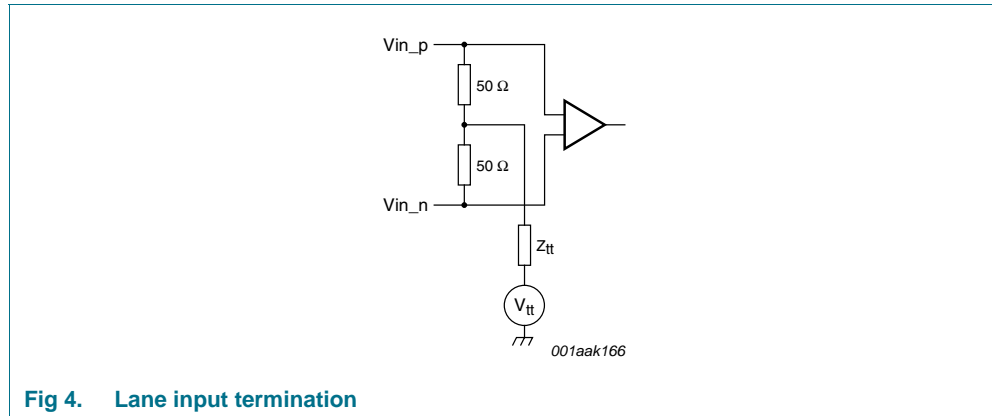 Vin_p
50 Ω
50 Ω
Vin_n
Ztt
Vtt
001aak166
Fig 4. Lane input termination